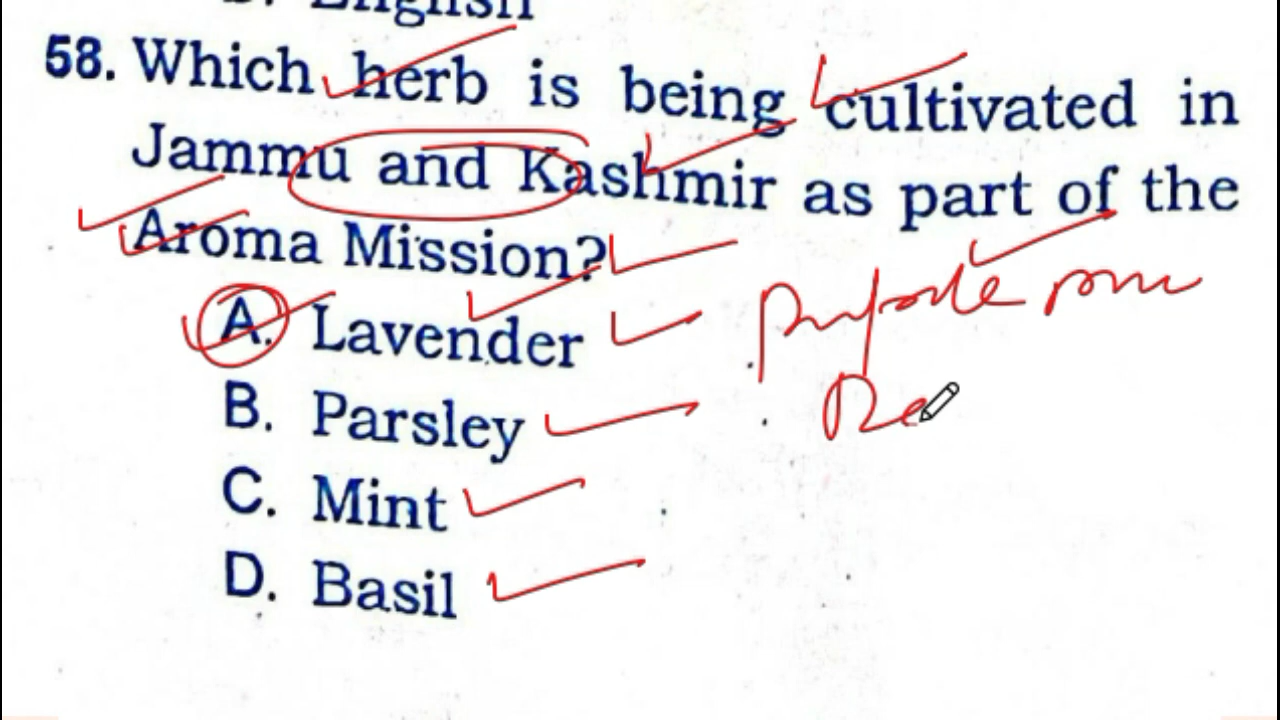 B. English
58. Which herb is being cultivated in
Jammu and Kashmir as part of the
Aroma Mission?
A. Lavender
B. Parsley
C. Mint
D. Basil